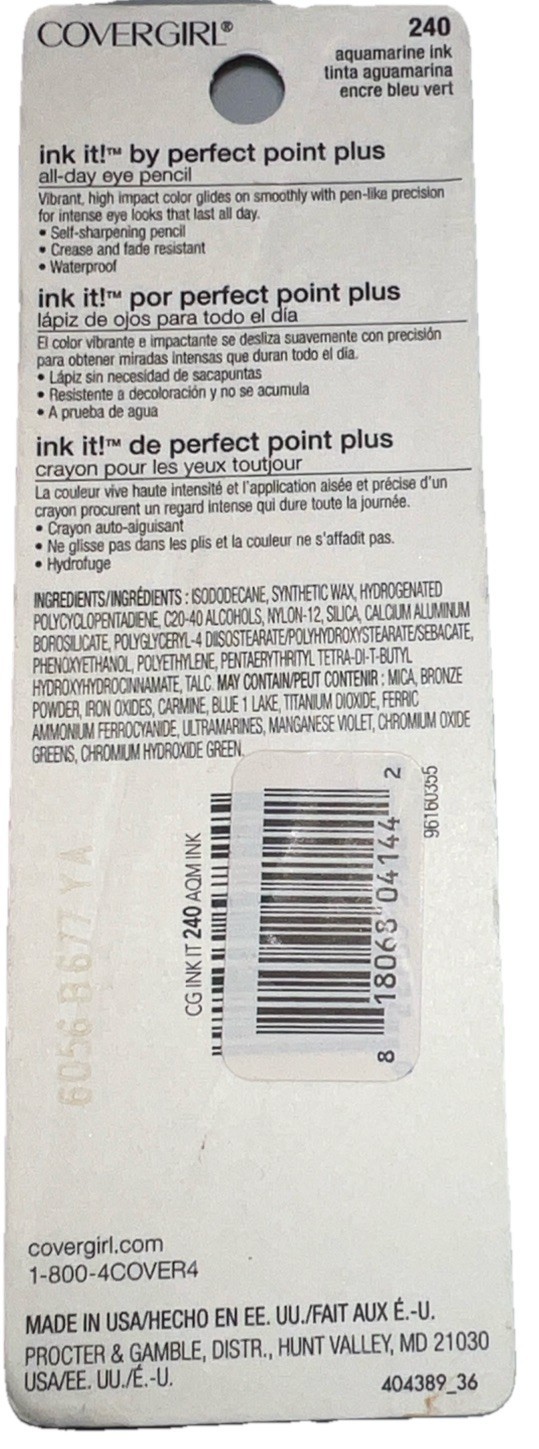 COVERGIRL®
240
aquamarine ink
tinta aguamarina
encre bleu vert
ink it!™ by perfect point plus
all-day eye pencil
Vibrant, high impact color glides on smoothly with pen-like precision
for intense eye looks that last all day.
• Self-sharpening pencil
• Crease and fade resistant
• Waterproof
ink it!™ por perfect point plus
lápiz de ojos para todo el día
El color vibrante e impactante se desliza suavemente con precisión
para obtener miradas intensas que duran todo el día.
• Lápiz sin necesidad de sacapuntas
• Resistente a decoloración y no se acumula
• A prueba de agua
ink it!™ de perfect point plus
crayon pour les yeux toutjour
La couleur vive haute intensité et l'application aisée et précise d'un
crayon procurent un regard intense qui dure toute la journée.
• Crayon auto-aiguisant
• Ne glisse pas dans les plis et la couleur ne s'affadit pas.
• Hydrofuge
INGREDIENTS/INGRÉDIENTS : ISODODECANE, SYNTHETIC WAX, HYDROGENATED
POLYCYCLOPENTADIENE, C20-40 ALCOHOLS, NYLON-12, SILICA, CALCIUM ALUMINUM
BOROSILICATE, POLYGLYCERYL-4 DIISOSTEARATE/POLYHYDROXYSTEARATE/SEBACATE,
PHENOXYETHANOL, POLYETHYLENE, PENTAERYTHRITYL TETRA-DI-T-BUTYL
HYDROXYHYDROCINNAMATE, TALC. MAY CONTAIN/PEUT CONTENIR : MICA, BRONZE
POWDER, IRON OXIDES, CARMINE, BLUE 1 LAKE, TITANIUM DIOXIDE, FERRIC
AMMONIUM FERROCYANIDE, ULTRAMARINES, MANGANESE VIOLET, CHROMIUM OXIDE
GREENS, CHROMIUM HYDROXIDE GREEN.
6056 B 677 YA
CG INK IT 240 AQM INK
8 18068 04144 2
96160355
covergirl.com
1-800-4COVER4
MADE IN USA/HECHO EN EE. UU./FAIT AUX É.-U.
PROCTER & GAMBLE, DISTR., HUNT VALLEY, MD 21030
USA/EE. UU./É.-U.
404389_36